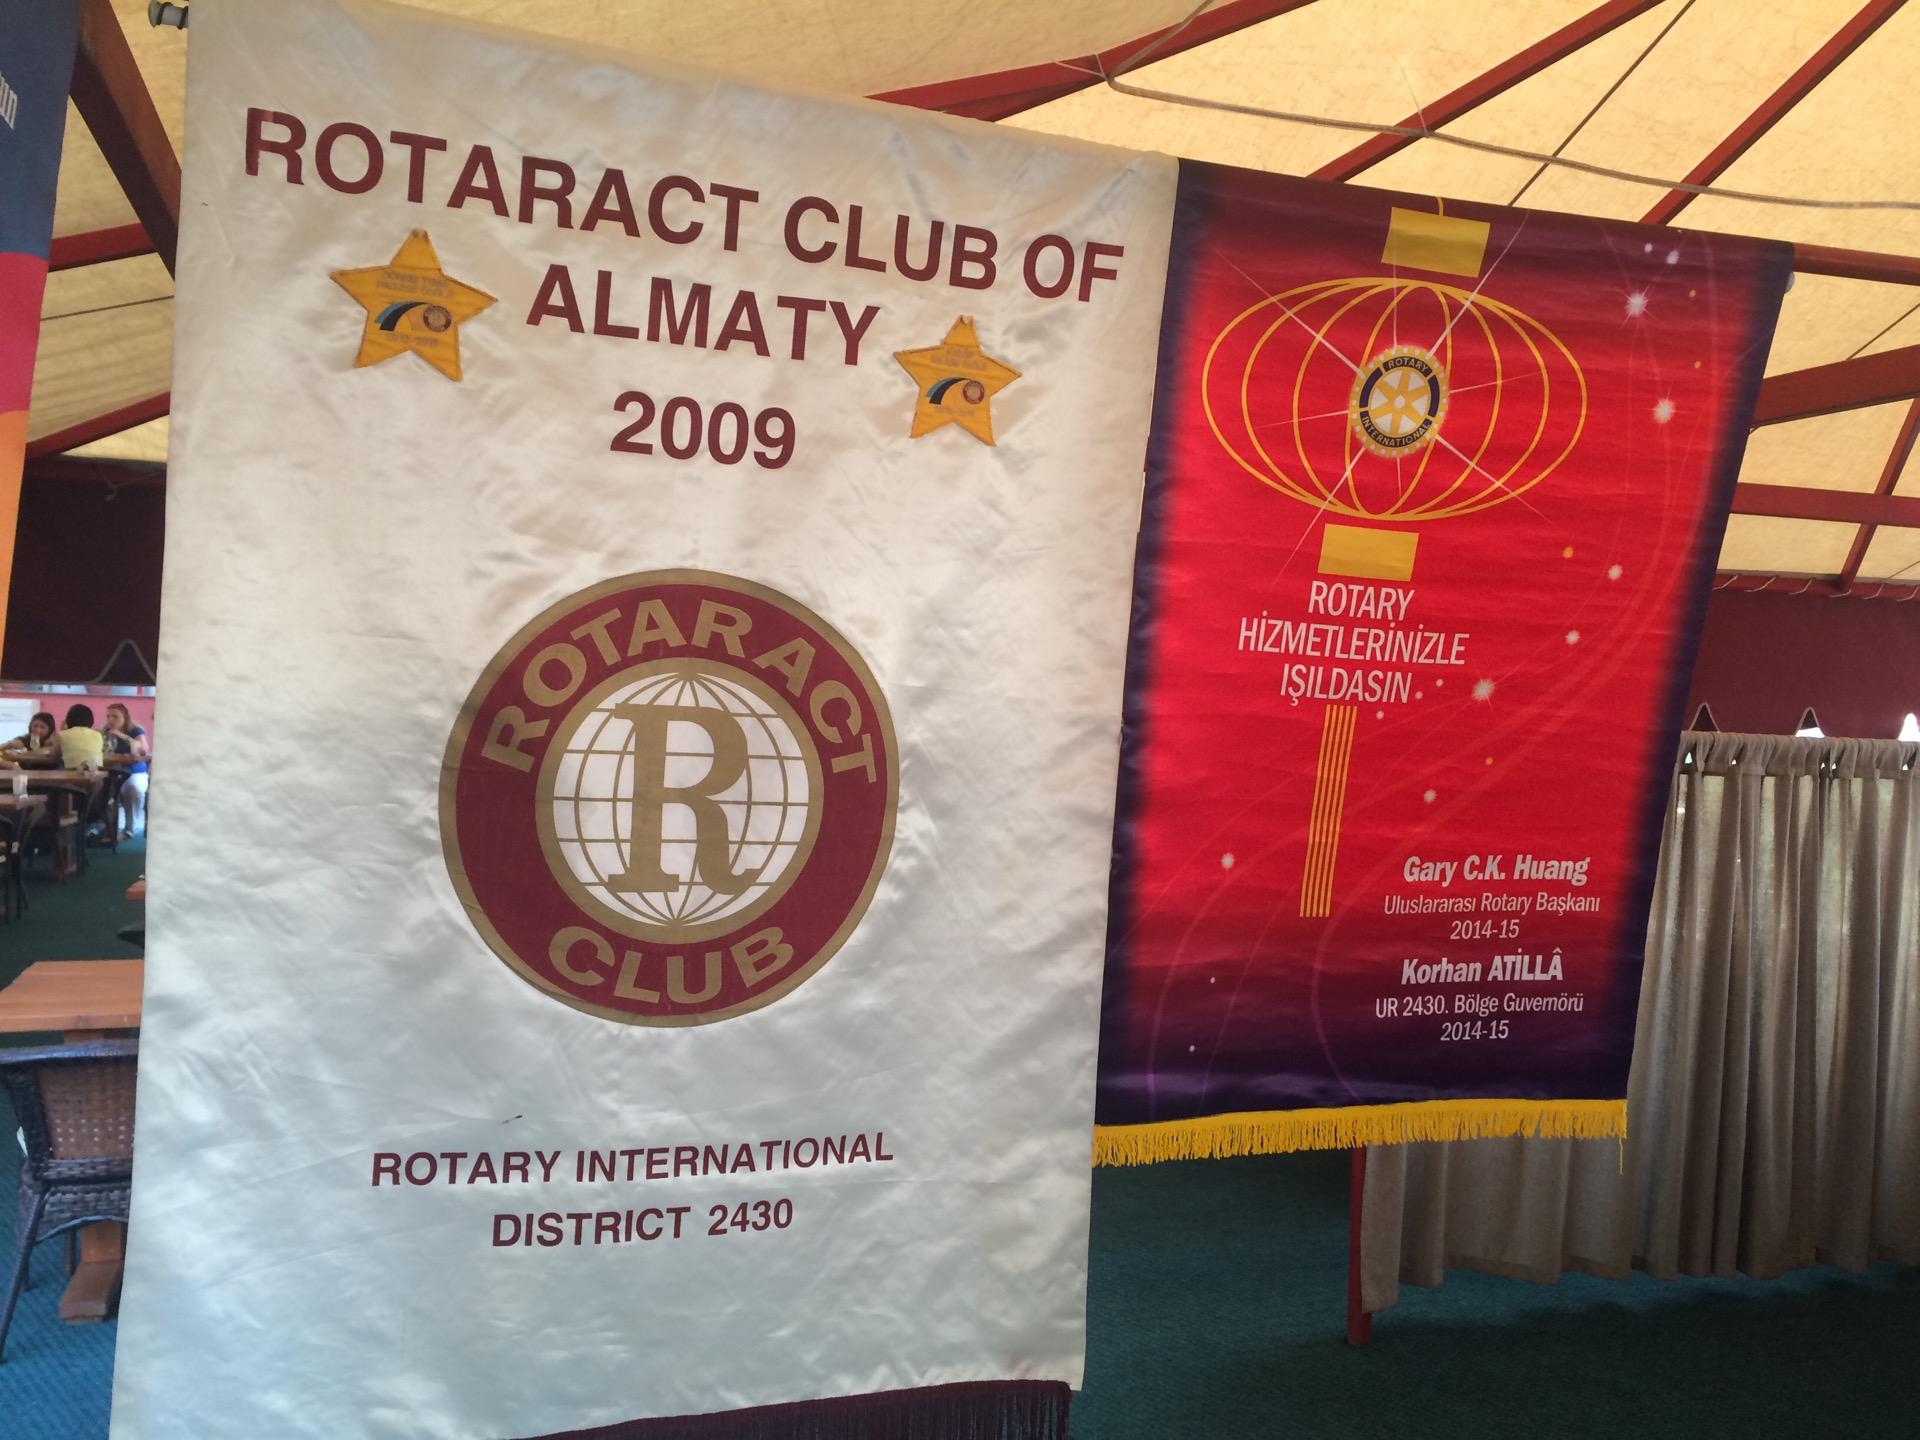 ROTARACT CLUB OF
ALMATY
2009
ROTARACT
R
CLUB
ROTARY INTERNATIONAL
DISTRICT 2430
ROTARY
INTERNATIONAL
ROTARY
HİZMETLERİNİZLE
IŞILDASIN
Gary C.K. Huang
Uluslararası Rotary Başkanı
2014-15
Korhan ATİLLÂ
UR 2430. Bölge Guvernörü
2014-15